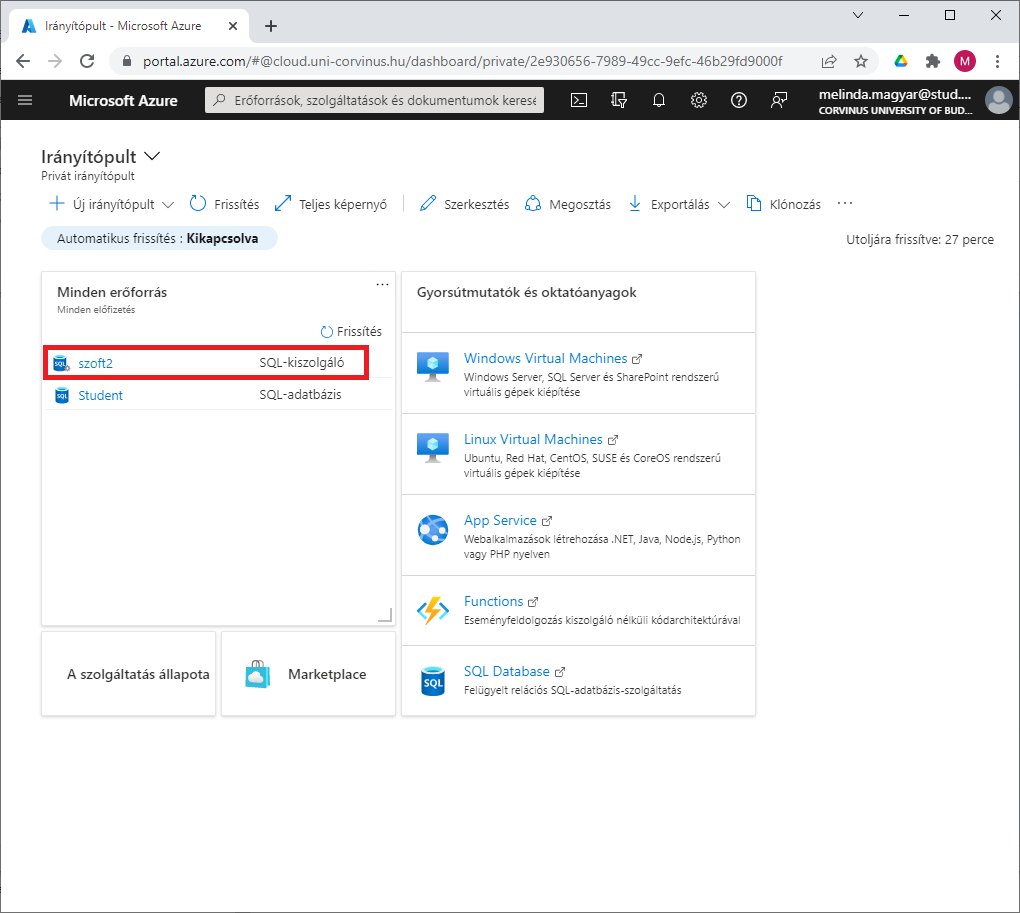 Irányítópult - Microsoft Azure
portal.azure.com/#@cloud.uni-corvinus.hu/dashboard/private/2e930656-7989-49cc-9efc-46b29fd9000f
M
Microsoft Azure
Erőforrások, szolgáltatások és dokumentumok keresé
melinda.magyar@stud....
CORVINUS UNIVERSITY OF BUD...
Irányítópult
Privát irányítópult
Új irányítópult
Frissítés
Teljes képernyő
Szerkesztés
Megosztás
Exportálás
Klónozás
Automatikus frissítés : Kikapcsolva
Utoljára frissítve: 27 perce
Minden erőforrás
Minden előfizetés
Frissítés
szoft2 SQL-kiszolgáló
Student SQL-adatbázis
A szolgáltatás állapota
Marketplace
Gyorsútmutatók és oktatóanyagok
Windows Virtual Machines
Windows Server, SQL Server és SharePoint rendszerű
virtuális gépek kiépítése
Linux Virtual Machines
Ubuntu, Red Hat, CentOS, SUSE és CoreOS rendszerű
virtuális gépek kiépítése
App Service
Webalkalmazások létrehozása .NET, Java, Node.js, Python
vagy PHP nyelven
Functions
Eseményfeldolgozás kiszolgáló nélküli kódarchitektúrával
SQL
SQL Database
Felügyelt relációs SQL-adatbázis-szolgáltatás